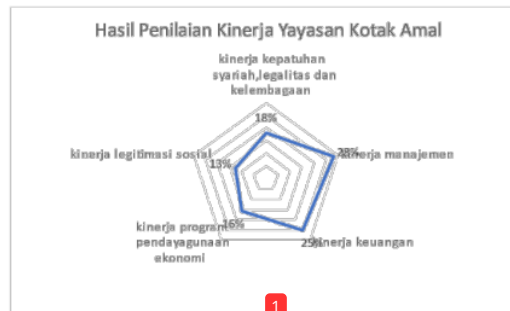 Hasil Penilaian Kinerja Yayasan Kotak Amal
kinerja kepatuhan
syariah,legalitas dan
kelembagaan
18%
28%
kinerja manajemen
kinerja legitimasi sosial
13%
16%
kinerja program
pendayagunaan
ekonomi
25%
kinerja keuangan
1